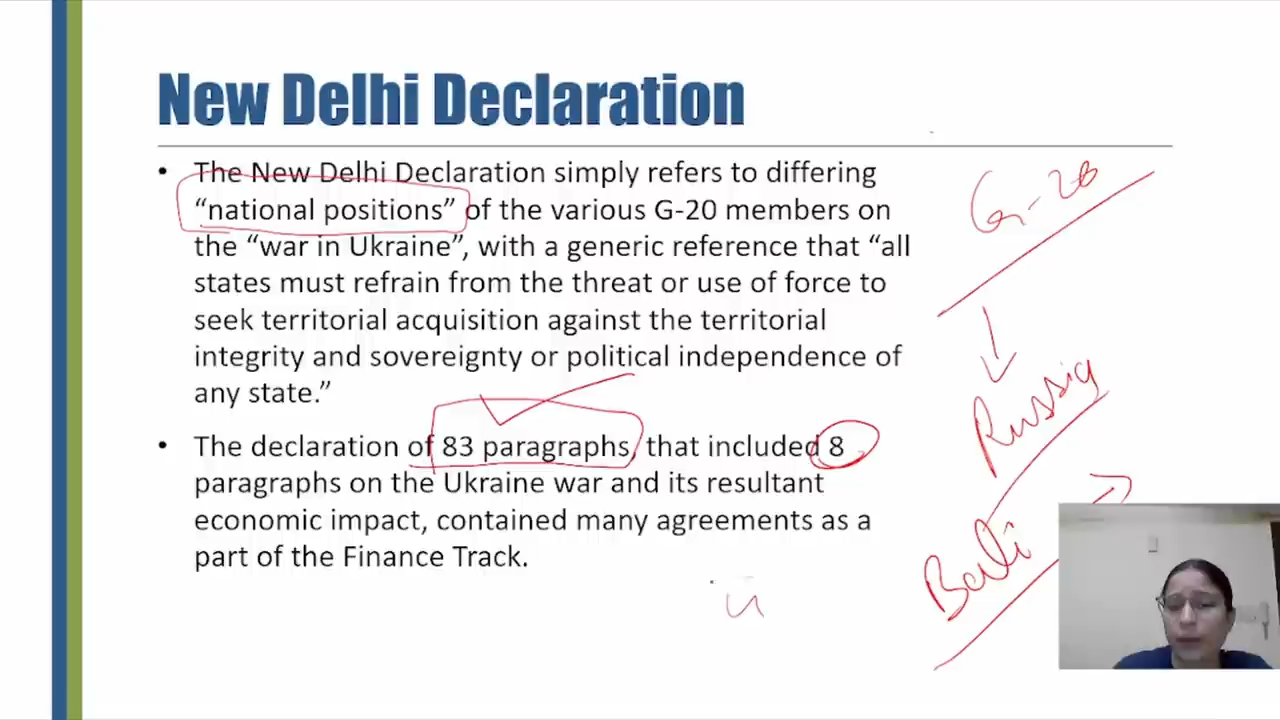 New Delhi Declaration
• The New Delhi Declaration simply refers to differing
“national positions” of the various G-20 members on
the “war in Ukraine”, with a generic reference that “all
states must refrain from the threat or use of force to
seek territorial acquisition against the territorial
integrity and sovereignty or political independence of
any state.”
• The declaration of 83 paragraphs, that included 8
paragraphs on the Ukraine war and its resultant
economic impact, contained many agreements as a
part of the Finance Track.
G-20
Russia
Bali